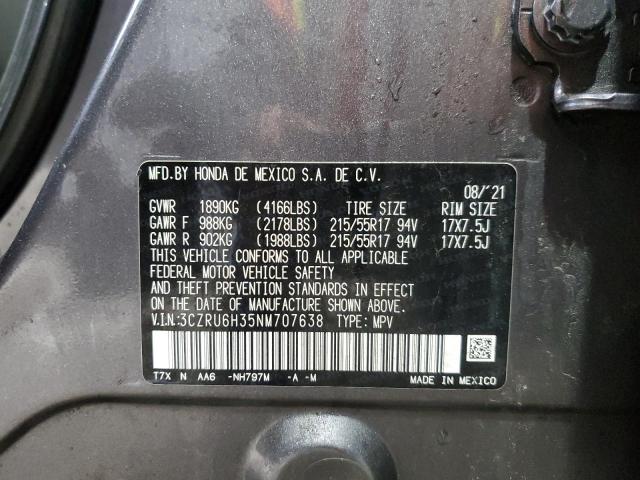 MFD.BY HONDA DE MEXICO S.A. DE C.V.
08/'21
GVWR 1890KG (4166LBS) TIRE SIZE RIM SIZE
GAWR F 988KG (2178LBS) 215/55R17 94V 17X7.5J
GAWR R 902KG (1988LBS) 215/55R17 94V 17X7.5J
THIS VEHICLE CONFORMS TO ALL APPLICABLE
FEDERAL MOTOR VEHICLE SAFETY
AND THEFT PREVENTION STANDARDS IN EFFECT
ON THE DATE OF MANUFACTURE SHOWN ABOVE.
V.I.N.:3CZRU6H35NM707638 TYPE: MPV
T7X N AA6 -NH797M -A -M
MADE IN MEXICO